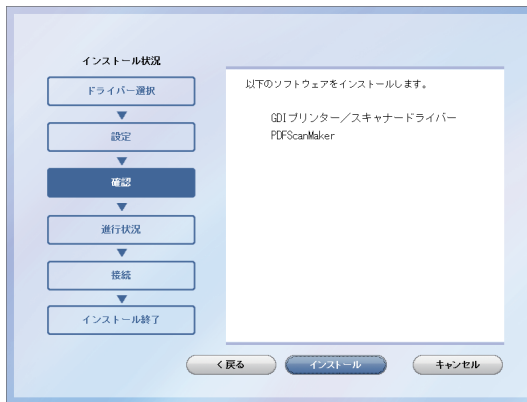 インストール状況
ドライバー選択
設定
確認
進行状況
接続
インストール終了
以下のソフトウェアをインストールします。
GDIプリンター／スキャナードライバー
PDFScanMaker
< 戻る
インストール
キャンセル